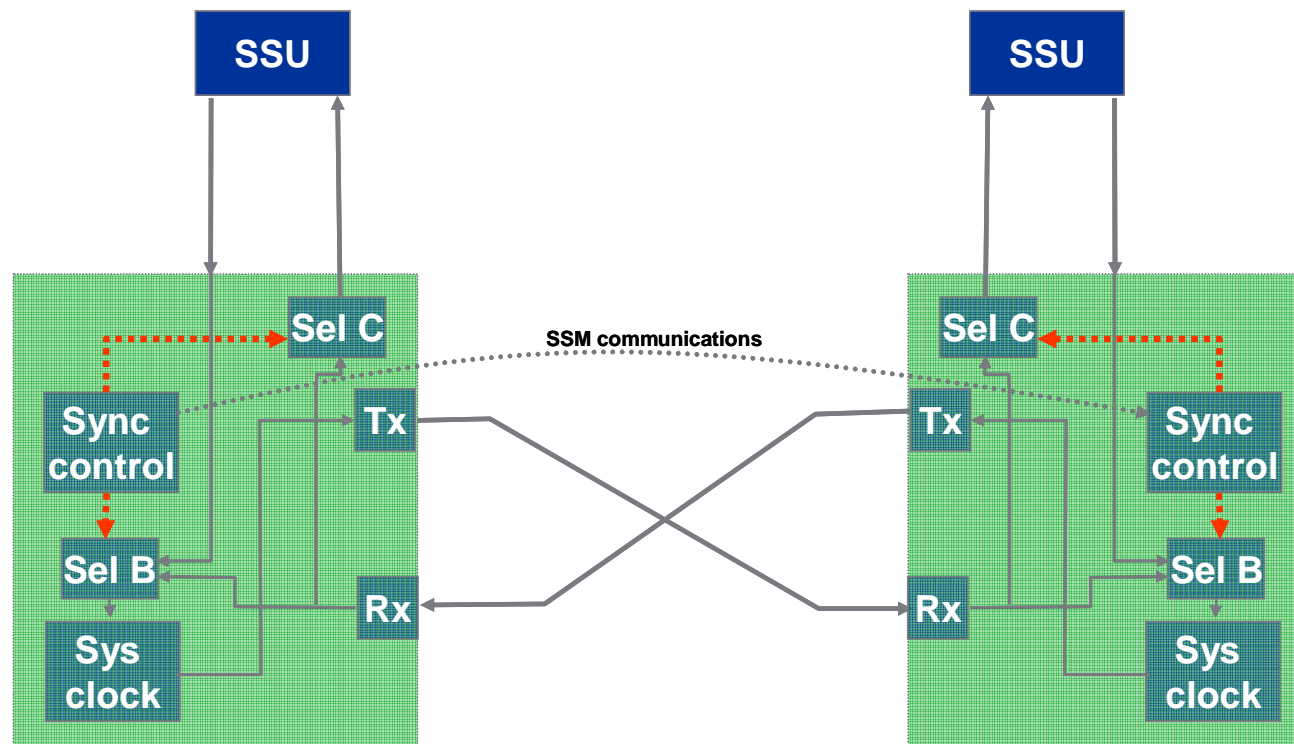 SSU
SSU
Sel C
Sel C
SSM communications
Sync
control
Tx
Tx
Sync
control
Sel B
Sel B
Rx
Rx
Sys
clock
Sys
clock